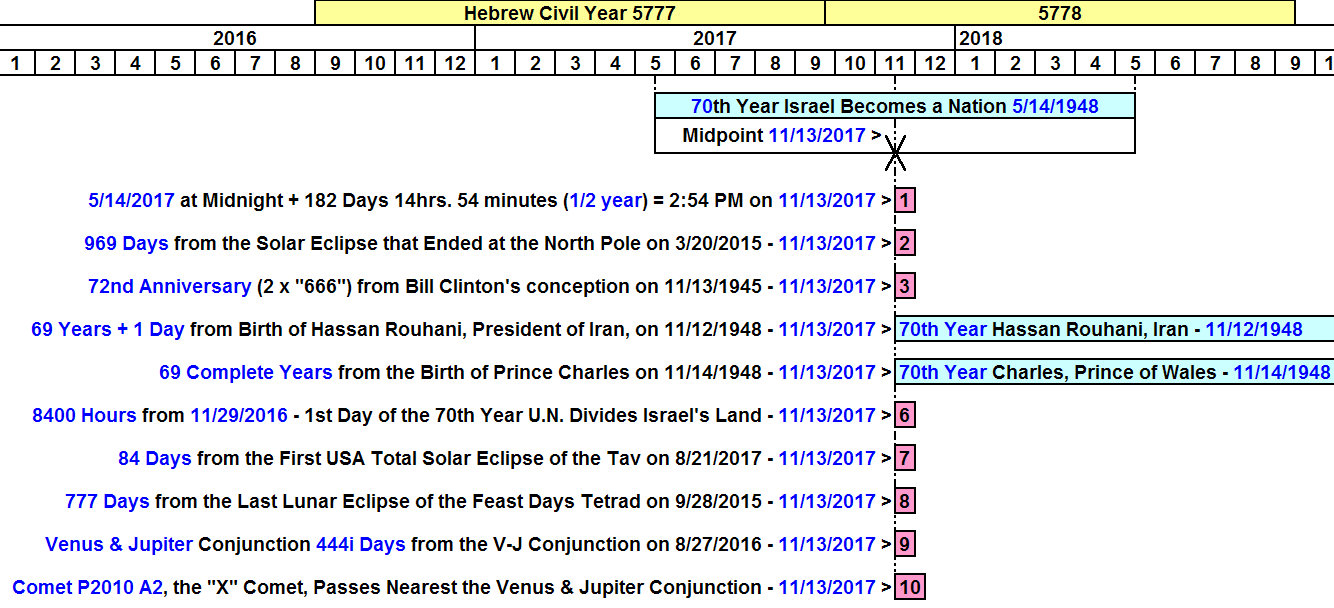 Hebrew Civil Year 5777 5778
2016 2017 2018
1 2 3 4 5 6 7 8 9 10 11 12 1 2 3 4 5 6 7 8 9 10 11 12 1 2 3 4 5 6 7 8 9 1
70th Year Israel Becomes a Nation 5/14/1948
Midpoint 11/13/2017 >
5/14/2017 at Midnight + 182 Days 14hrs. 54 minutes (1/2 year) = 2:54 PM on 11/13/2017 > 1
969 Days from the Solar Eclipse that Ended at the North Pole on 3/20/2015 - 11/13/2017 > 2
72nd Anniversary (2 x "666") from Bill Clinton's conception on 11/13/1945 - 11/13/2017 > 3
69 Years + 1 Day from Birth of Hassan Rouhani, President of Iran, on 11/12/1948 - 11/13/2017 > 70th Year Hassan Rouhani, Iran - 11/12/1948
69 Complete Years from the Birth of Prince Charles on 11/14/1948 - 11/13/2017 > 70th Year Charles, Prince of Wales - 11/14/1948
8400 Hours from 11/29/2016 - 1st Day of the 70th Year U.N. Divides Israel's Land - 11/13/2017 > 6
84 Days from the First USA Total Solar Eclipse of the Tav on 8/21/2017 - 11/13/2017 > 7
777 Days from the Last Lunar Eclipse of the Feast Days Tetrad on 9/28/2015 - 11/13/2017 > 8
Venus & Jupiter Conjunction 444i Days from the V-J Conjunction on 8/27/2016 - 11/13/2017 > 9
Comet P2010 A2, the "X" Comet, Passes Nearest the Venus & Jupiter Conjunction - 11/13/2017 > 10